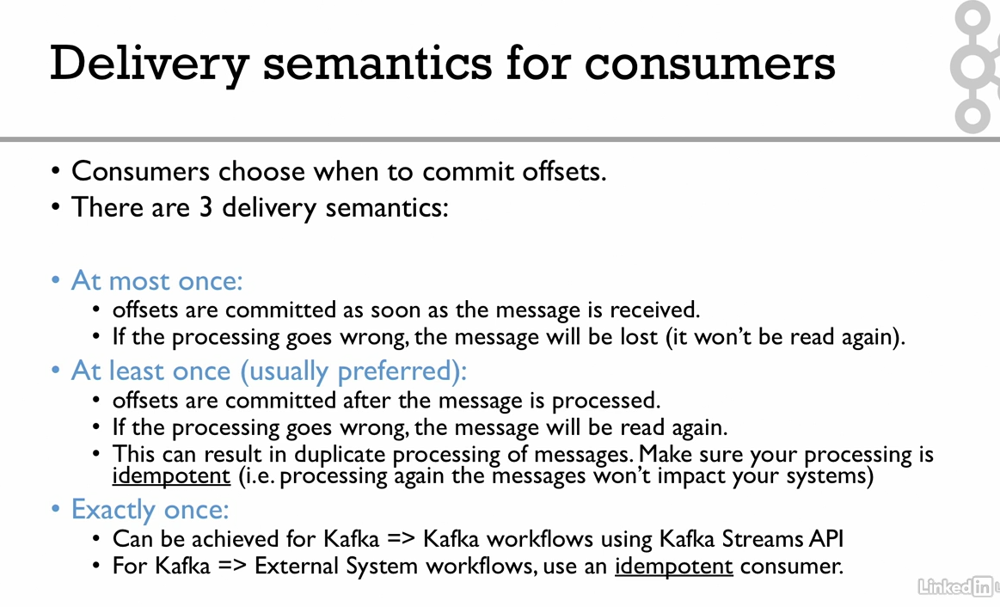 Delivery semantics for consumers
• Consumers choose when to commit offsets.
• There are 3 delivery semantics:
• At most once:
• offsets are committed as soon as the message is received.
• If the processing goes wrong, the message will be lost (it won't be read again).
• At least once (usually preferred):
• offsets are committed after the message is processed.
• If the processing goes wrong, the message will be read again.
• This can result in duplicate processing of messages. Make sure your processing is
idempotent (i.e. processing again the messages won't impact your systems)
• Exactly once:
• Can be achieved for Kafka => Kafka workflows using Kafka Streams API
• For Kafka => External System workflows, use an idempotent consumer.
Linked in